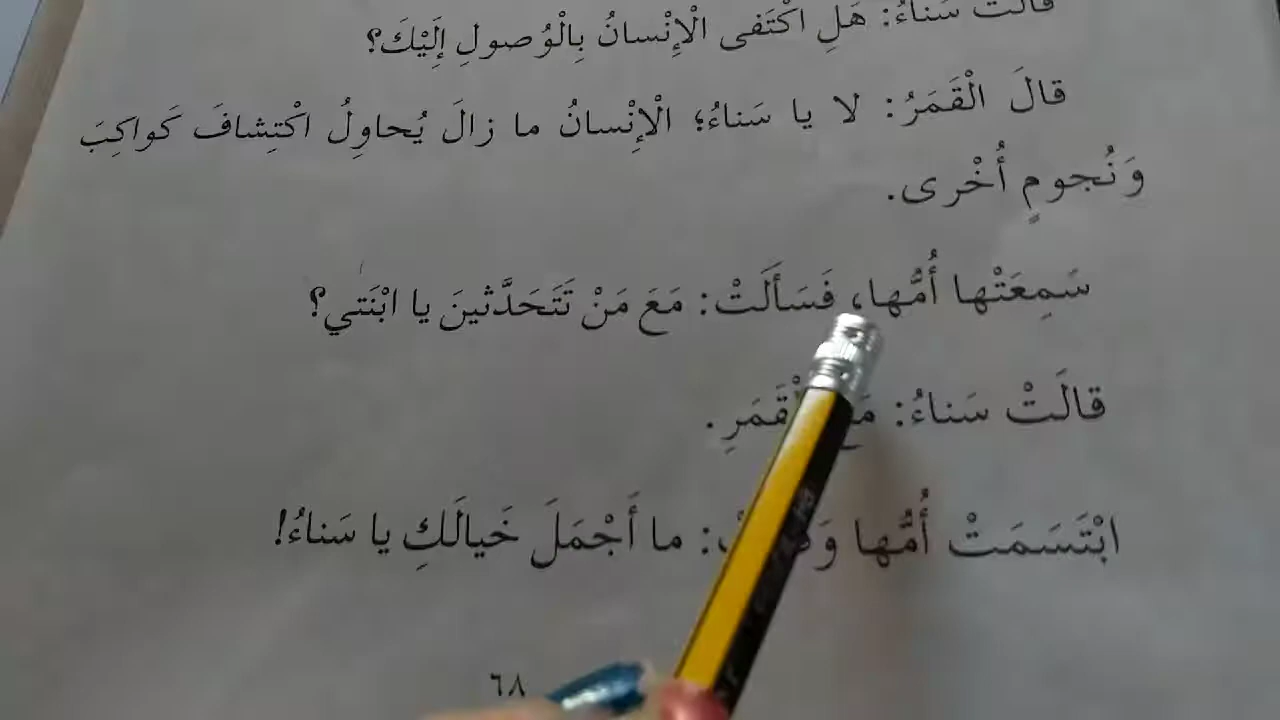 قالَتْ سَناءُ: هَلِ اكْتَفى الْإِنْسانُ بِالْوُصولِ إِلَيْكَ؟
قالَ الْقَمَرُ: لا يا سَناءُ؛ الْإِنْسانُ ما زالَ يُحاوِلُ اكْتِشافَ كَواكِبَ
وَنُجومٍ أُخْرى.
سَمِعَتْها أُمُّها، فَسَأَلَتْ: مَعَ مَنْ تَتَحَدَّثينَ يا ابْنَتي؟
قالَتْ سَناءُ: مَعَ الْقَمَرِ.
ابْتَسَمَتْ أُمُّها : ما أَجْمَلَ خَيالَكِ يا سَناءُ!
٦٨